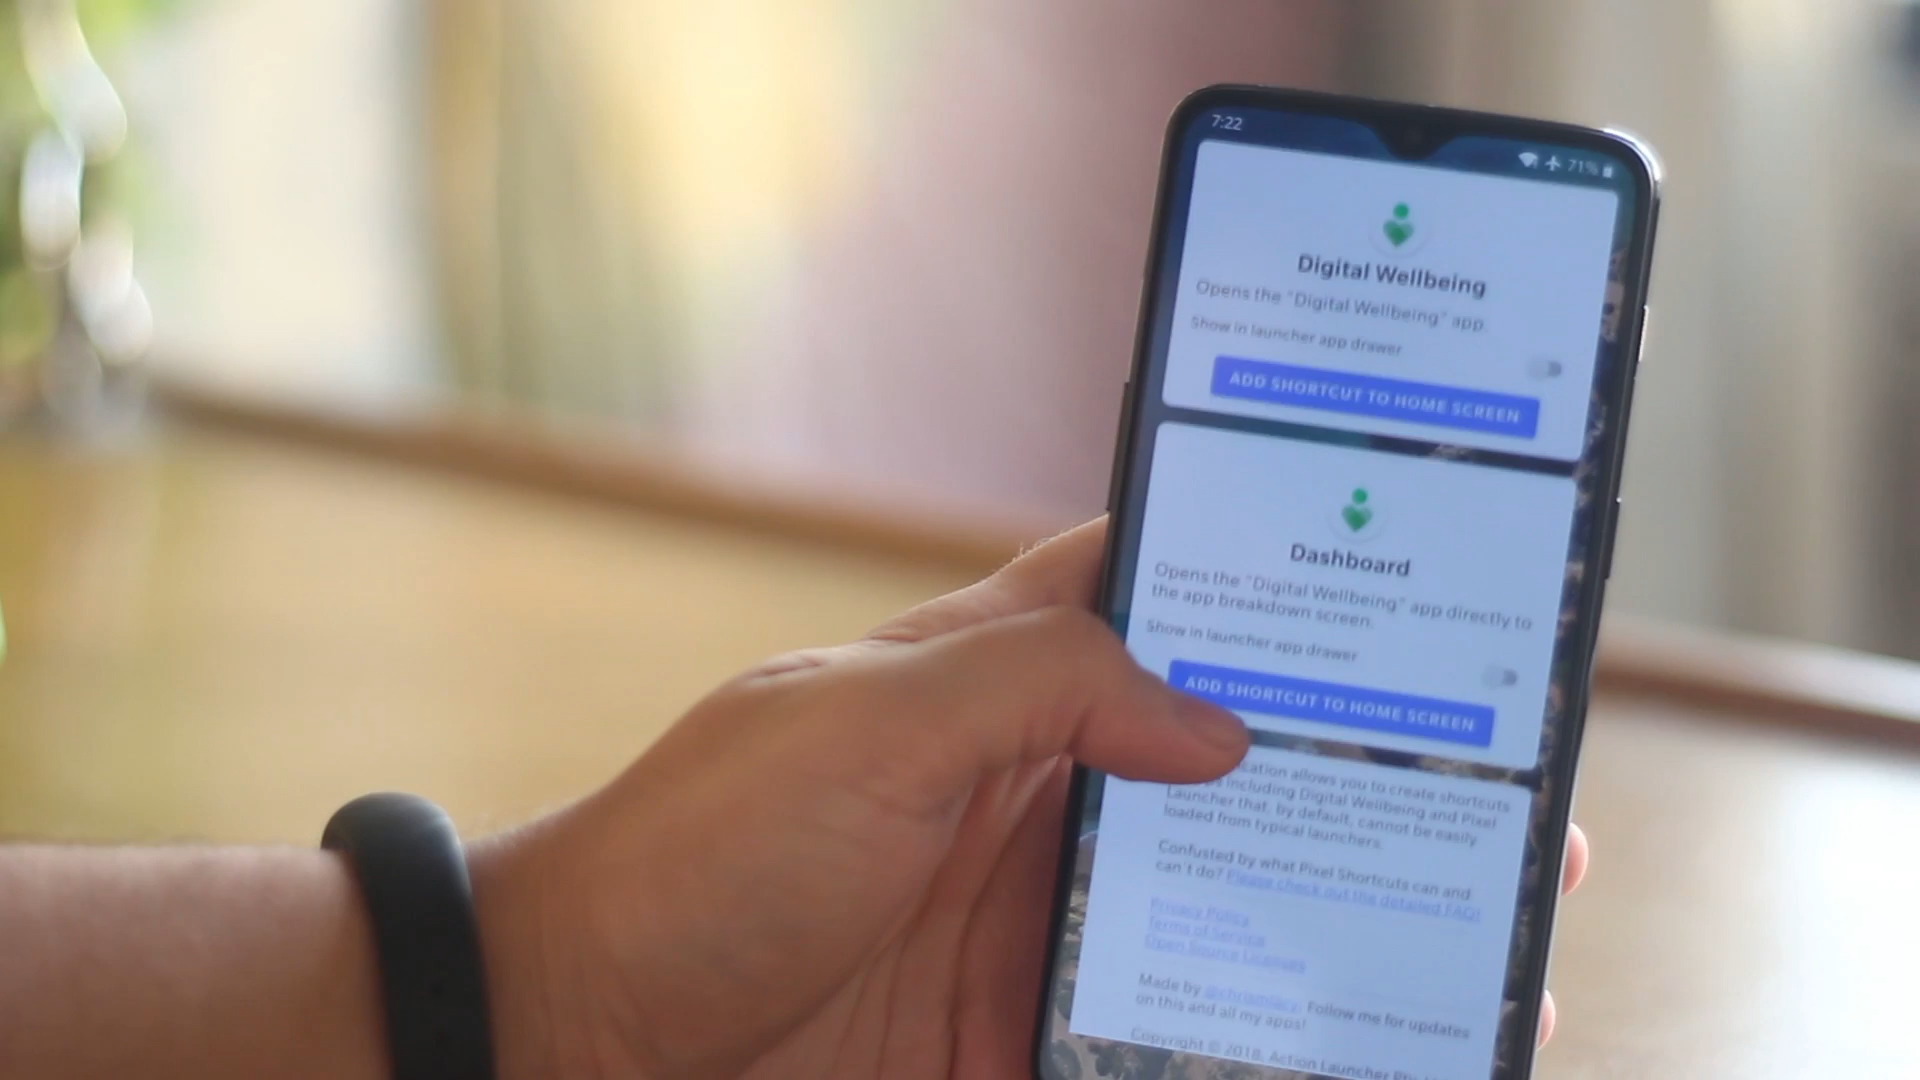 7:22
71%
Digital Wellbeing
Opens the "Digital Wellbeing" app.
Show in launcher app drawer
ADD SHORTCUT TO HOME SCREEN
Dashboard
Opens the "Digital Wellbeing" app directly to
the app breakdown screen.
Show in launcher app drawer
ADD SHORTCUT TO HOME SCREEN
allows you to create shortcuts
including Digital Wellbeing and Pixel
Launcher that, by default, cannot be easily
loaded from typical launchers.
Confused by what Pixel Shortcuts can and
can't do? Please check out the detailed FAQ!
Privacy Policy
Terms of Service
Open Source Licenses
Made by @chrismlacy. Follow me for updates
on this and all my apps!
Copyright © 2018, Action Launcher